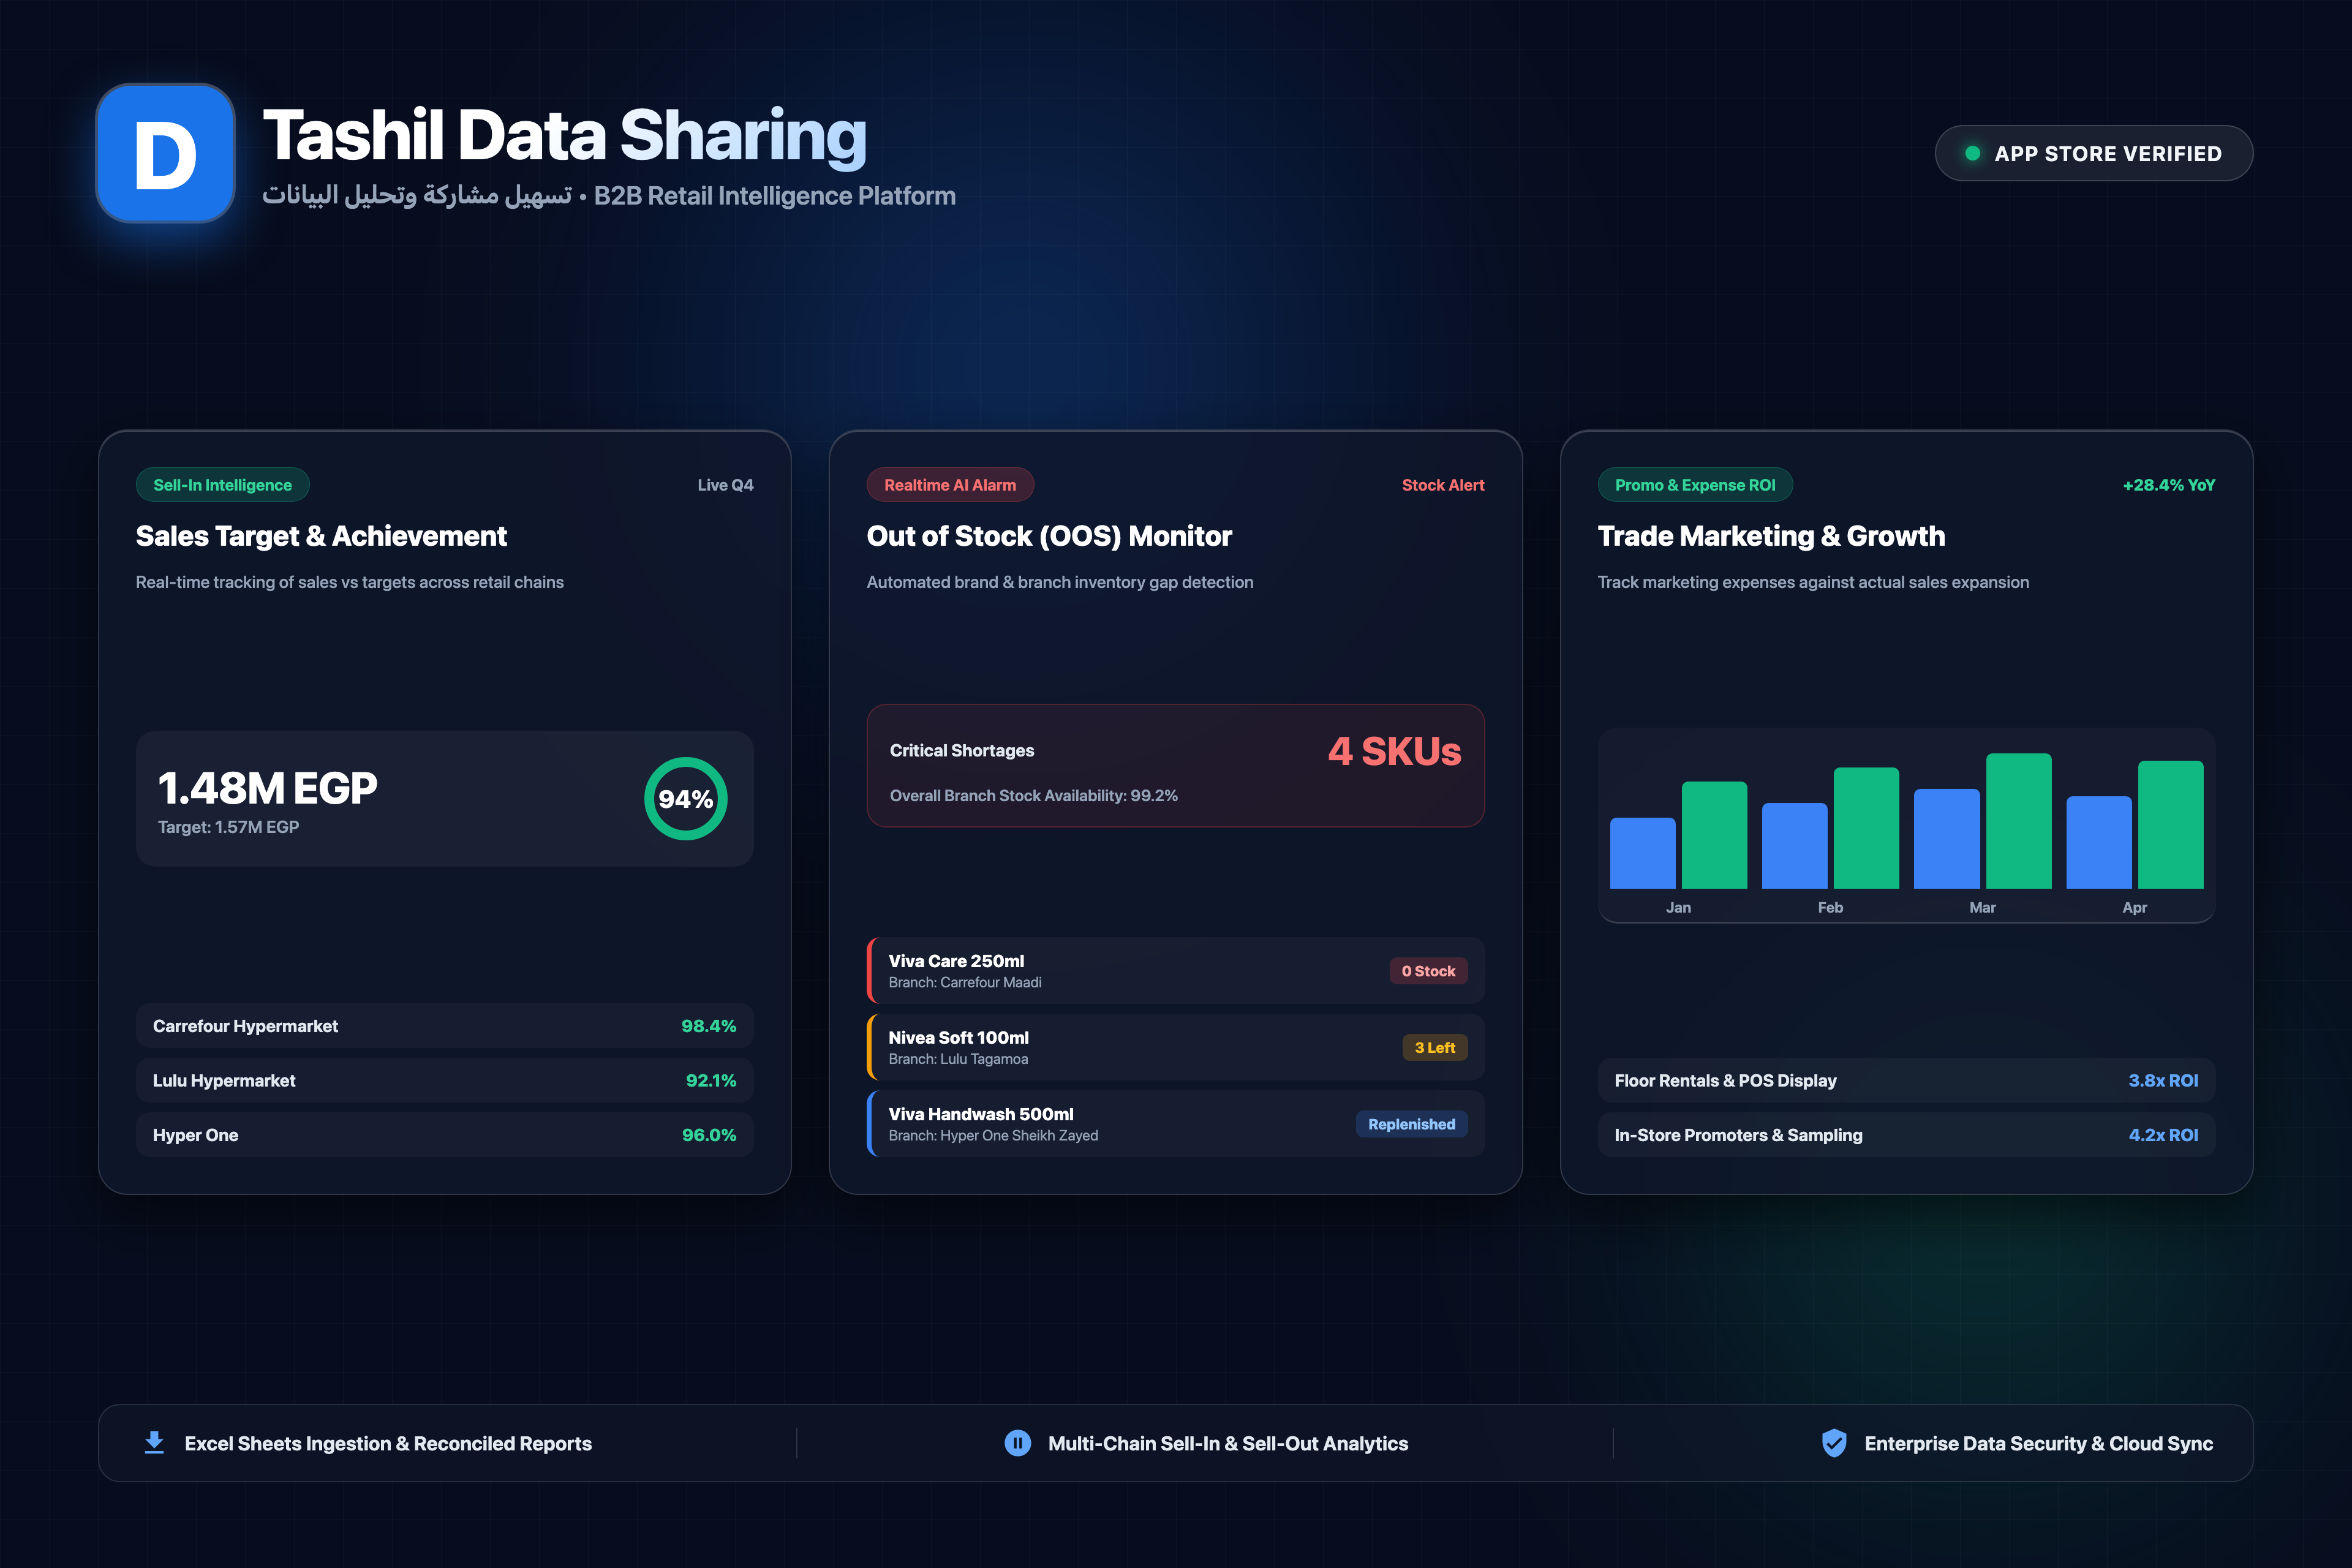 D
Tashil Data Sharing
تسهيل مشاركة وتحليل البيانات • B2B Retail Intelligence Platform
APP STORE VERIFIED
Sell-In Intelligence
Live Q4
Sales Target & Achievement
Real-time tracking of sales vs targets across retail chains
1.48M EGP
Target: 1.57M EGP
94%
Carrefour Hypermarket 98.4%
Lulu Hypermarket 92.1%
Hyper One 96.0%
Realtime AI Alarm
Stock Alert
Out of Stock (OOS) Monitor
Automated brand & branch inventory gap detection
Critical Shortages 4 SKUs
Overall Branch Stock Availability: 99.2%
Viva Care 250ml
Branch: Carrefour Maadi
0 Stock
Nivea Soft 100ml
Branch: Lulu Tagamoa
3 Left
Viva Handwash 500ml
Branch: Hyper One Sheikh Zayed
Replenished
Promo & Expense ROI
+28.4% YoY
Trade Marketing & Growth
Track marketing expenses against actual sales expansion
Jan Feb Mar Apr
Floor Rentals & POS Display 3.8x ROI
In-Store Promoters & Sampling 4.2x ROI
Excel Sheets Ingestion & Reconciled Reports
Multi-Chain Sell-In & Sell-Out Analytics
Enterprise Data Security & Cloud Sync